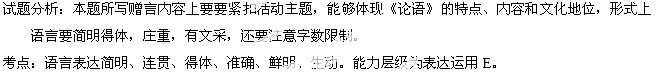 试题分析：本题所写赠言内容上要要紧扣活动主题，能够体现《论语》的特点、内容和文化地位，形式上
语言要简明得体，庄重，有文采，还要注意字数限制。
考点：语言表达简明、连贯、得体、准确、鲜明、生动。能力层级为表达运用 E。